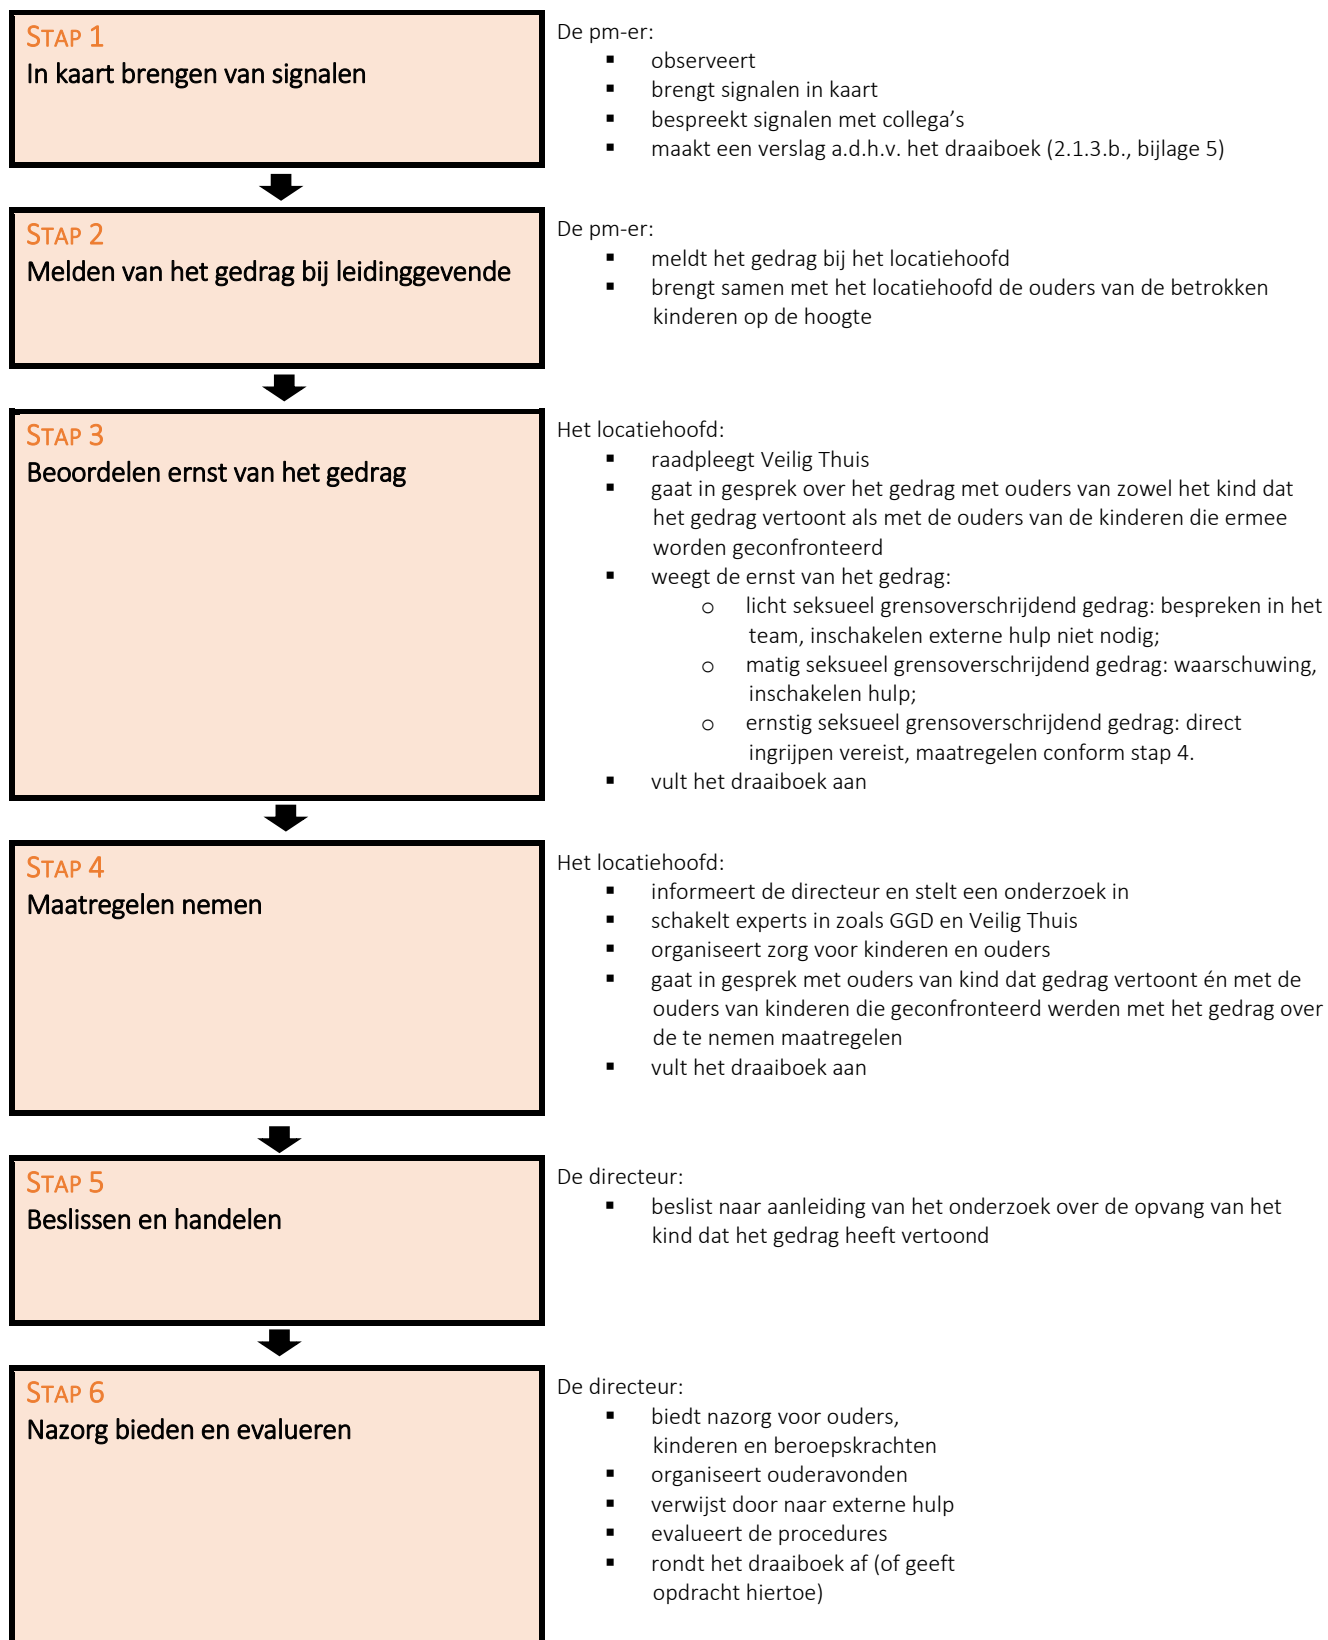 STAP 1
In kaart brengen van signalen
De pm-er:
▪ observeert
▪ brengt signalen in kaart
▪ bespreekt signalen met collega’s
▪ maakt een verslag a.d.h.v. het draaiboek (2.1.3.b., bijlage 5)
STAP 2
Melden van het gedrag bij leidinggevende
De pm-er:
▪ meldt het gedrag bij het locatiehoofd
▪ brengt samen met het locatiehoofd de ouders van de betrokken
kinderen op de hoogte
STAP 3
Beoordelen ernst van het gedrag
Het locatiehoofd:
▪ raadpleegt Veilig Thuis
▪ gaat in gesprek over het gedrag met ouders van zowel het kind dat
het gedrag vertoont als met de ouders van de kinderen die ermee
worden geconfronteerd
▪ weegt de ernst van het gedrag:
o licht seksueel grensoverschrijdend gedrag: bespreken in het
team, inschakelen externe hulp niet nodig;
o matig seksueel grensoverschrijdend gedrag: waarschuwing,
inschakelen hulp;
o ernstig seksueel grensoverschrijdend gedrag: direct
ingrijpen vereist, maatregelen conform stap 4.
▪ vult het draaiboek aan
STAP 4
Maatregelen nemen
Het locatiehoofd:
▪ informeert de directeur en stelt een onderzoek in
▪ schakelt experts in zoals GGD en Veilig Thuis
▪ organiseert zorg voor kinderen en ouders
▪ gaat in gesprek met ouders van kind dat gedrag vertoont én met de
ouders van kinderen die geconfronteerd werden met het gedrag over
de te nemen maatregelen
▪ vult het draaiboek aan
STAP 5
Beslissen en handelen
De directeur:
▪ beslist naar aanleiding van het onderzoek over de opvang van het
kind dat het gedrag heeft vertoond
STAP 6
Nazorg bieden en evalueren
De directeur:
▪ biedt nazorg voor ouders,
kinderen en beroepskrachten
▪ organiseert ouderavonden
▪ verwijst door naar externe hulp
▪ evalueert de procedures
▪ rondt het draaiboek af (of geeft
opdracht hiertoe)